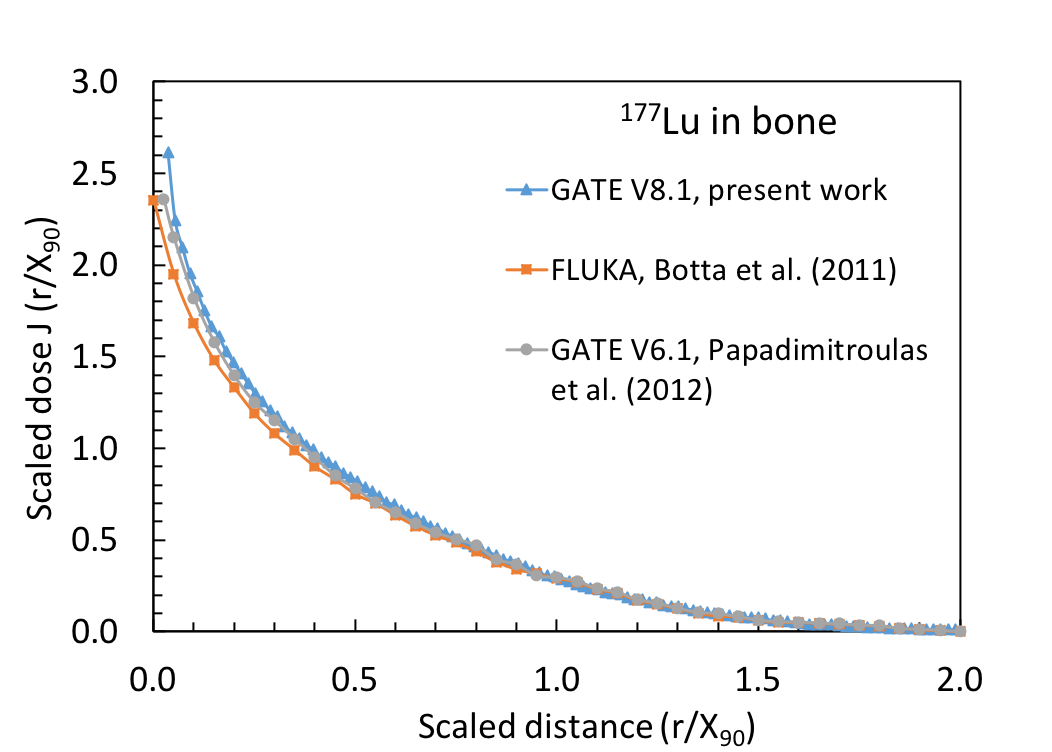 3.0
2.5
2.0
1.5
1.0
0.5
0.0
Scaled dose J (r/X90)
177Lu in bone
GATE V8.1, present work
FLUKA, Botta et al. (2011)
GATE V6.1, Papadimitroulas
et al. (2012)
0.0 0.5 1.0 1.5 2.0
Scaled distance (r/X90)